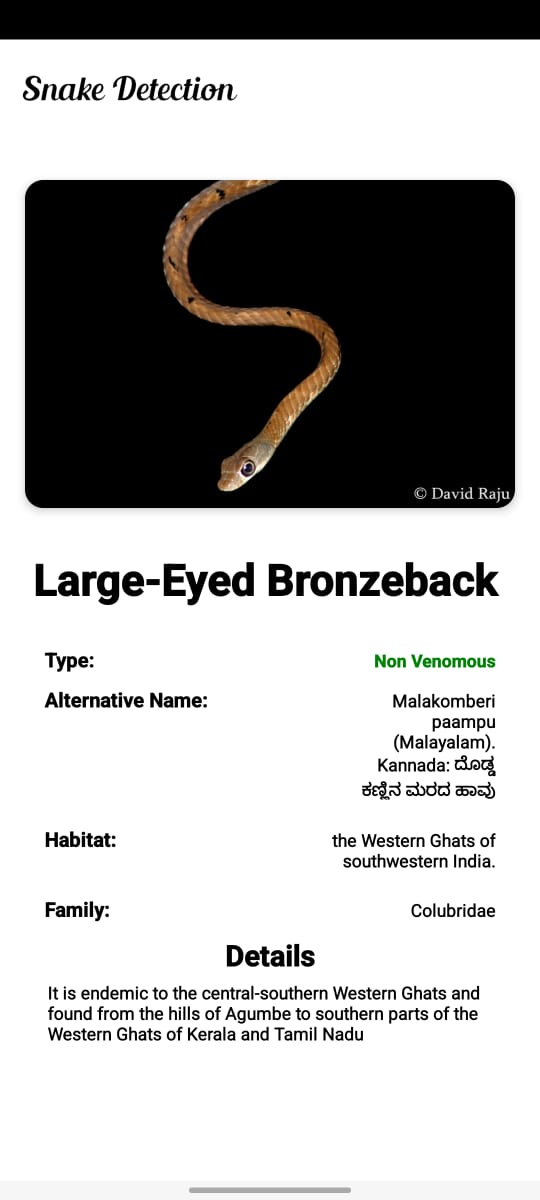 Snake Detection
© David Raju
Large-Eyed Bronzeback
Type:
Non Venomous
Alternative Name:
Malakomberi
paampu
(Malayalam).
Kannada: ದೊಡ್ಡ
ಕಣ್ಣಿನ ಮರದ ಹಾವು
Habitat:
the Western Ghats of
southwestern India.
Family:
Colubridae
Details
It is endemic to the central-southern Western Ghats and
found from the hills of Agumbe to southern parts of the
Western Ghats of Kerala and Tamil Nadu